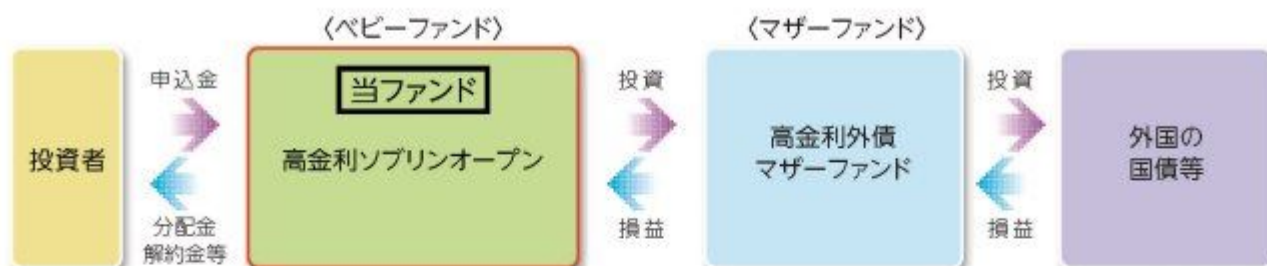 〈ベビーファンド〉
〈マザーファンド〉
投資者
申込金
分配金
解約金等
当ファンド
高金利ソブリンオープン
投資
損益
高金利外債
マザーファンド
投資
損益
外国の
国債等